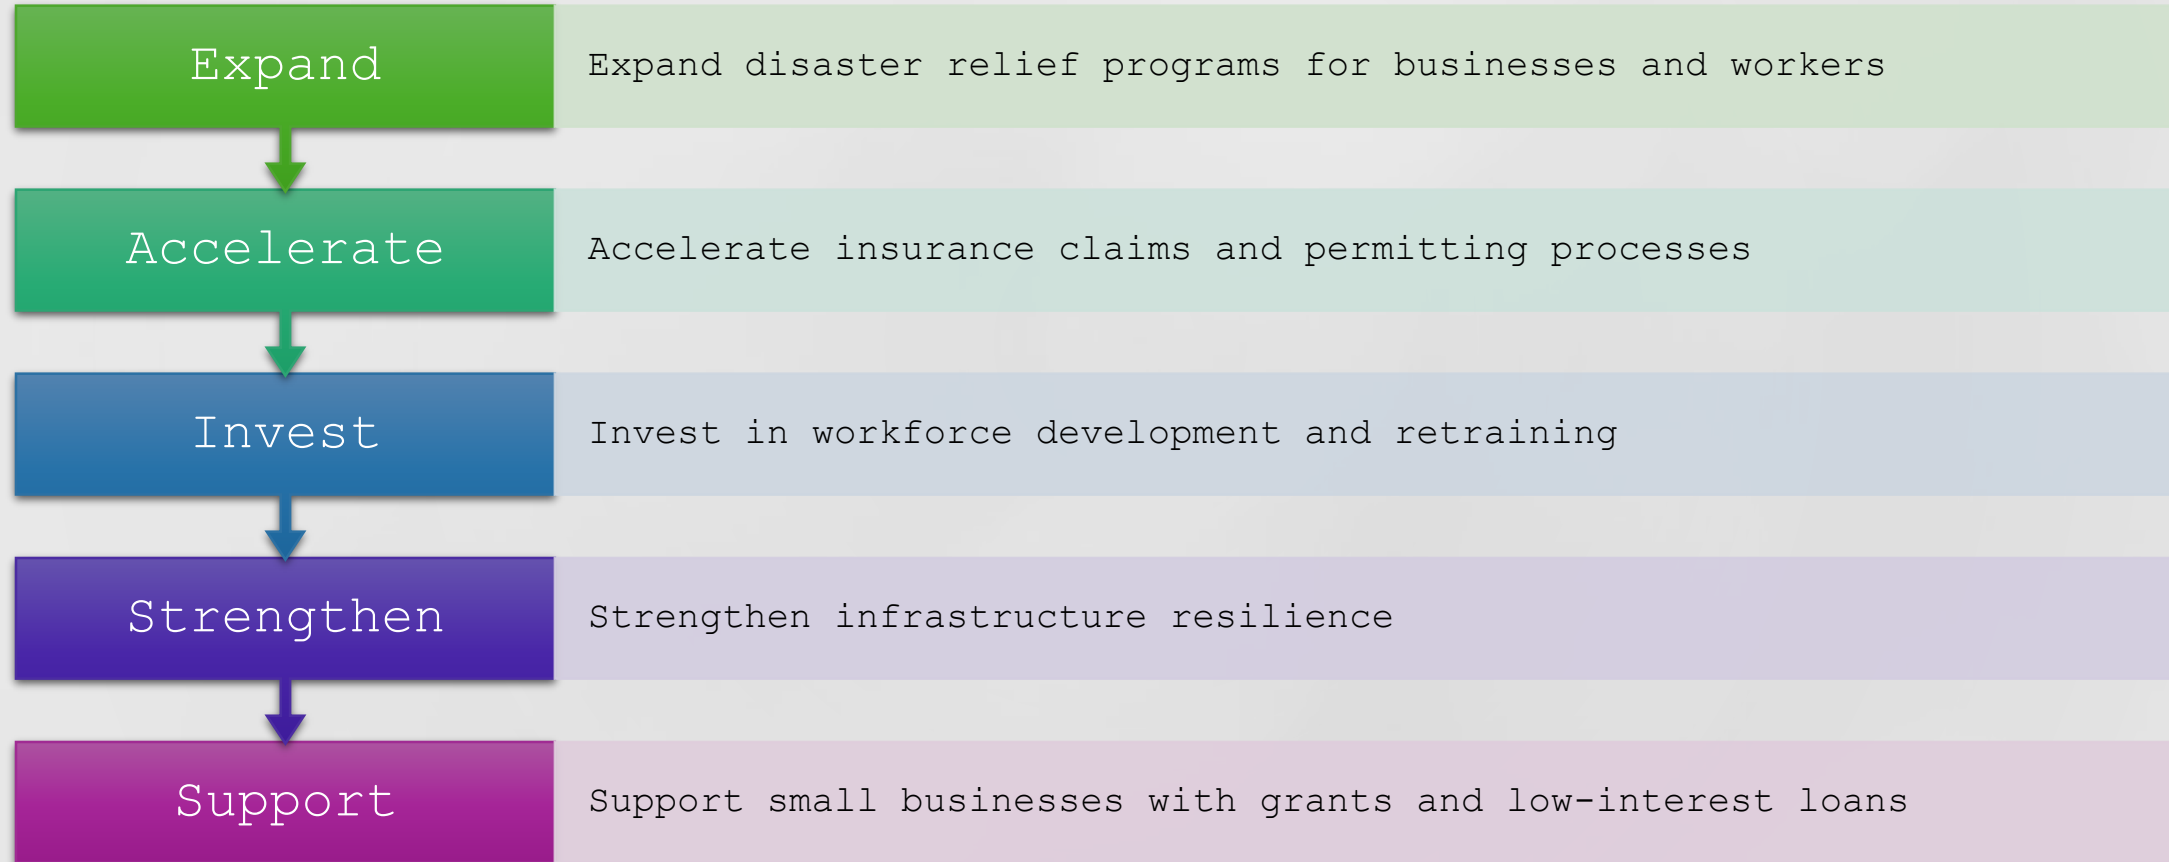 Expand
Expand disaster relief programs for businesses and workers
Accelerate
Accelerate insurance claims and permitting processes
Invest
Invest in workforce development and retraining
Strengthen
Strengthen infrastructure resilience
Support
Support small businesses with grants and low-interest loans